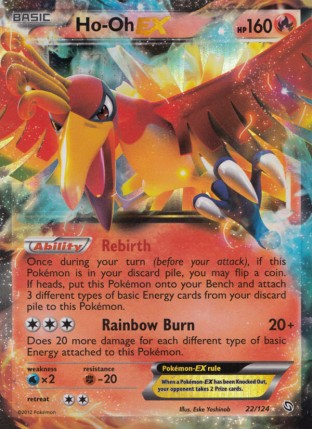 BASIC
Ho-Oh EX
HP 160
Ability Rebirth
Once during your turn (before your attack), if this
Pokémon is in your discard pile, you may flip a coin.
If heads, put this Pokémon onto your Bench and attach
3 different types of basic Energy cards from your discard
pile to this Pokémon.
Rainbow Burn 20+
Does 20 more damage for each different type of basic
Energy attached to this Pokémon.
weakness resistance
×2 -20
retreat
Pokémon-EX rule
When a Pokémon-EX has been Knocked Out,
your opponent takes 2 Prize cards.
©2012 Pokémon
Illus. Eske Yoshinob
22/124